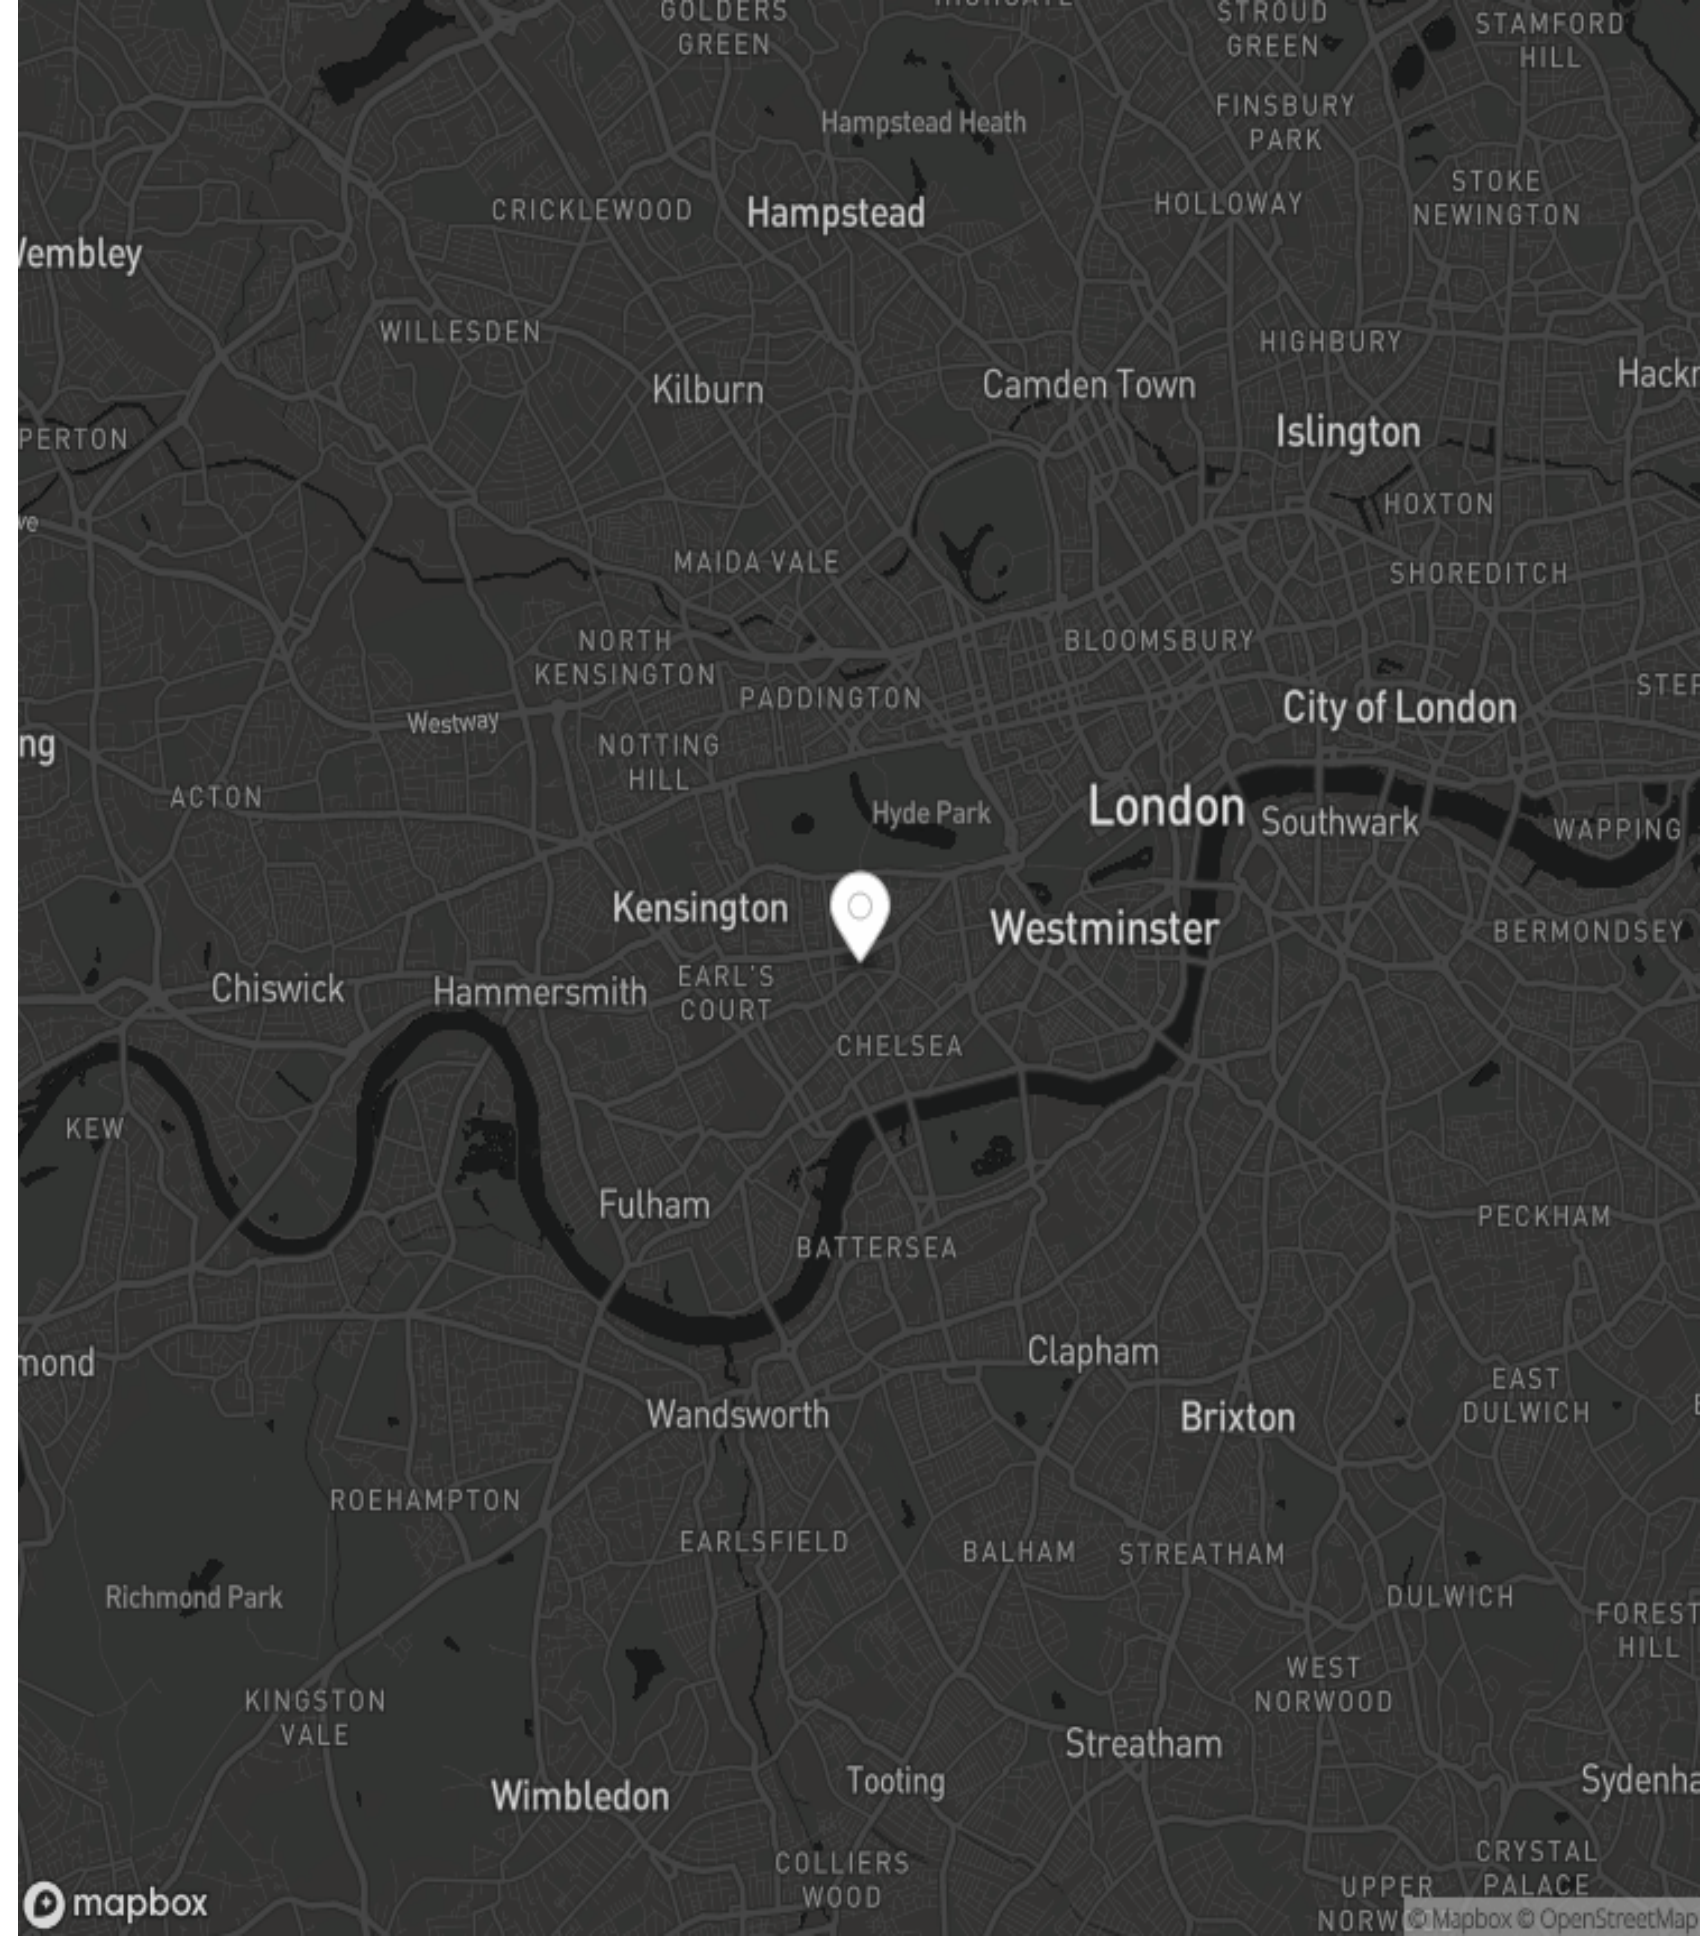 GOLDERS
GREEN
STROUD
GREEN
STAMFORD
HILL
Hampstead Heath
FINSBURY
PARK
CRICKLEWOOD
Hampstead
HOLLOWAY
STOKE
NEWINGTON
Wembley
WILLESDEN
HIGHBURY
Kilburn
Camden Town
Hackn
Islington
PERTON
HOXTON
ve
MAIDA VALE
SHOREDITCH
NORTH
KENSINGTON
BLOOMSBURY
PADDINGTON
STEP
City of London
Westway
NOTTING
HILL
ng
ACTON
Hyde Park
London
Southwark
WAPPING
Kensington
Westminster
BERMONDSEY
Chiswick
Hammersmith
EARL'S
COURT
CHELSEA
KEW
Fulham
PECKHAM
BATTERSEA
mond
Clapham
EAST
DULWICH
Wandsworth
Brixton
ROEHAMPTON
EARLSFIELD
BALHAM
STREATHAM
Richmond Park
DULWICH
FOREST
HILL
WEST
NORWOOD
KINGSTON
VALE
Streatham
Tooting
Wimbledon
Sydenha
COLLIERS
WOOD
CRYSTAL
PALACE
UPPER
NORW
mapbox
© Mapbox © OpenStreetMap